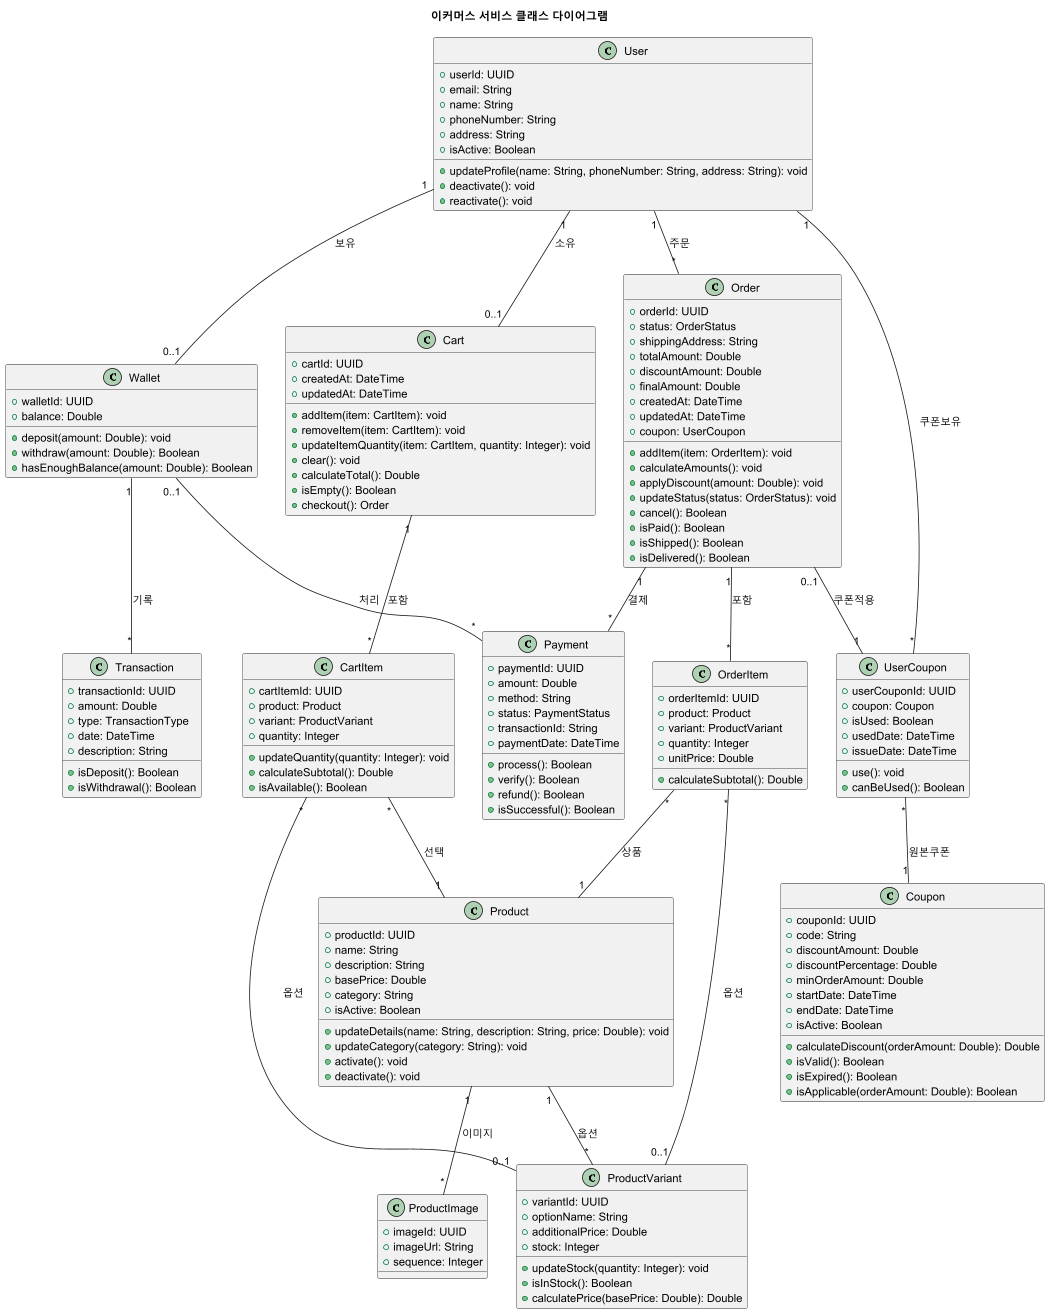 이커머스 서비스 클래스 다이어그램
C User
userId: UUID
email: String
name: String
phoneNumber: String
address: String
isActive: Boolean
updateProfile(name: String, phoneNumber: String, address: String): void
deactivate(): void
reactivate(): void
1
1
1
1
보유
소유
주문
쿠폰보유
0..1
0..1
*
*
C Wallet
walletId: UUID
balance: Double
deposit(amount: Double): void
withdraw(amount: Double): Boolean
hasEnoughBalance(amount: Double): Boolean
C Cart
cartId: UUID
createdAt: DateTime
updatedAt: DateTime
addItem(item: CartItem): void
removeItem(item: CartItem): void
updateItemQuantity(item: CartItem, quantity: Integer): void
clear(): void
calculateTotal(): Double
isEmpty(): Boolean
checkout(): Order
C Order
orderId: UUID
status: OrderStatus
shippingAddress: String
totalAmount: Double
discountAmount: Double
finalAmount: Double
createdAt: DateTime
updatedAt: DateTime
coupon: UserCoupon
addItem(item: OrderItem): void
calculateAmounts(): void
applyDiscount(amount: Double): void
updateStatus(status: OrderStatus): void
cancel(): Boolean
isPaid(): Boolean
isShipped(): Boolean
isDelivered(): Boolean
1
0..1
1
1
1
0..1
기록
처리
포함
결제
포함
쿠폰적용
*
*
*
*
*
1
C Transaction
transactionId: UUID
amount: Double
type: TransactionType
date: DateTime
description: String
isDeposit(): Boolean
isWithdrawal(): Boolean
C CartItem
cartItemId: UUID
product: Product
variant: ProductVariant
quantity: Integer
updateQuantity(quantity: Integer): void
calculateSubtotal(): Double
isAvailable(): Boolean
C Payment
paymentId: UUID
amount: Double
method: String
status: PaymentStatus
transactionId: String
paymentDate: DateTime
process(): Boolean
verify(): Boolean
refund(): Boolean
isSuccessful(): Boolean
C OrderItem
orderItemId: UUID
product: Product
variant: ProductVariant
quantity: Integer
unitPrice: Double
calculateSubtotal(): Double
C UserCoupon
userCouponId: UUID
coupon: Coupon
isUsed: Boolean
usedDate: DateTime
issueDate: DateTime
use(): void
canBeUsed(): Boolean
*
*
*
*
*
선택
상품
원본쿠폰
1
1
1
옵션
옵션
C Product
productId: UUID
name: String
description: String
basePrice: Double
category: String
isActive: Boolean
updateDetails(name: String, description: String, price: Double): void
updateCategory(category: String): void
activate(): void
deactivate(): void
C Coupon
couponId: UUID
code: String
discountAmount: Double
discountPercentage: Double
minOrderAmount: Double
startDate: DateTime
endDate: DateTime
isActive: Boolean
calculateDiscount(orderAmount: Double): Double
isValid(): Boolean
isExpired(): Boolean
isApplicable(orderAmount: Double): Boolean
1
1
이미지
옵션
*
0..1
*
0..1
C ProductImage
imageId: UUID
imageUrl: String
sequence: Integer
C ProductVariant
variantId: UUID
optionName: String
additionalPrice: Double
stock: Integer
updateStock(quantity: Integer): void
isInStock(): Boolean
calculatePrice(basePrice: Double): Double